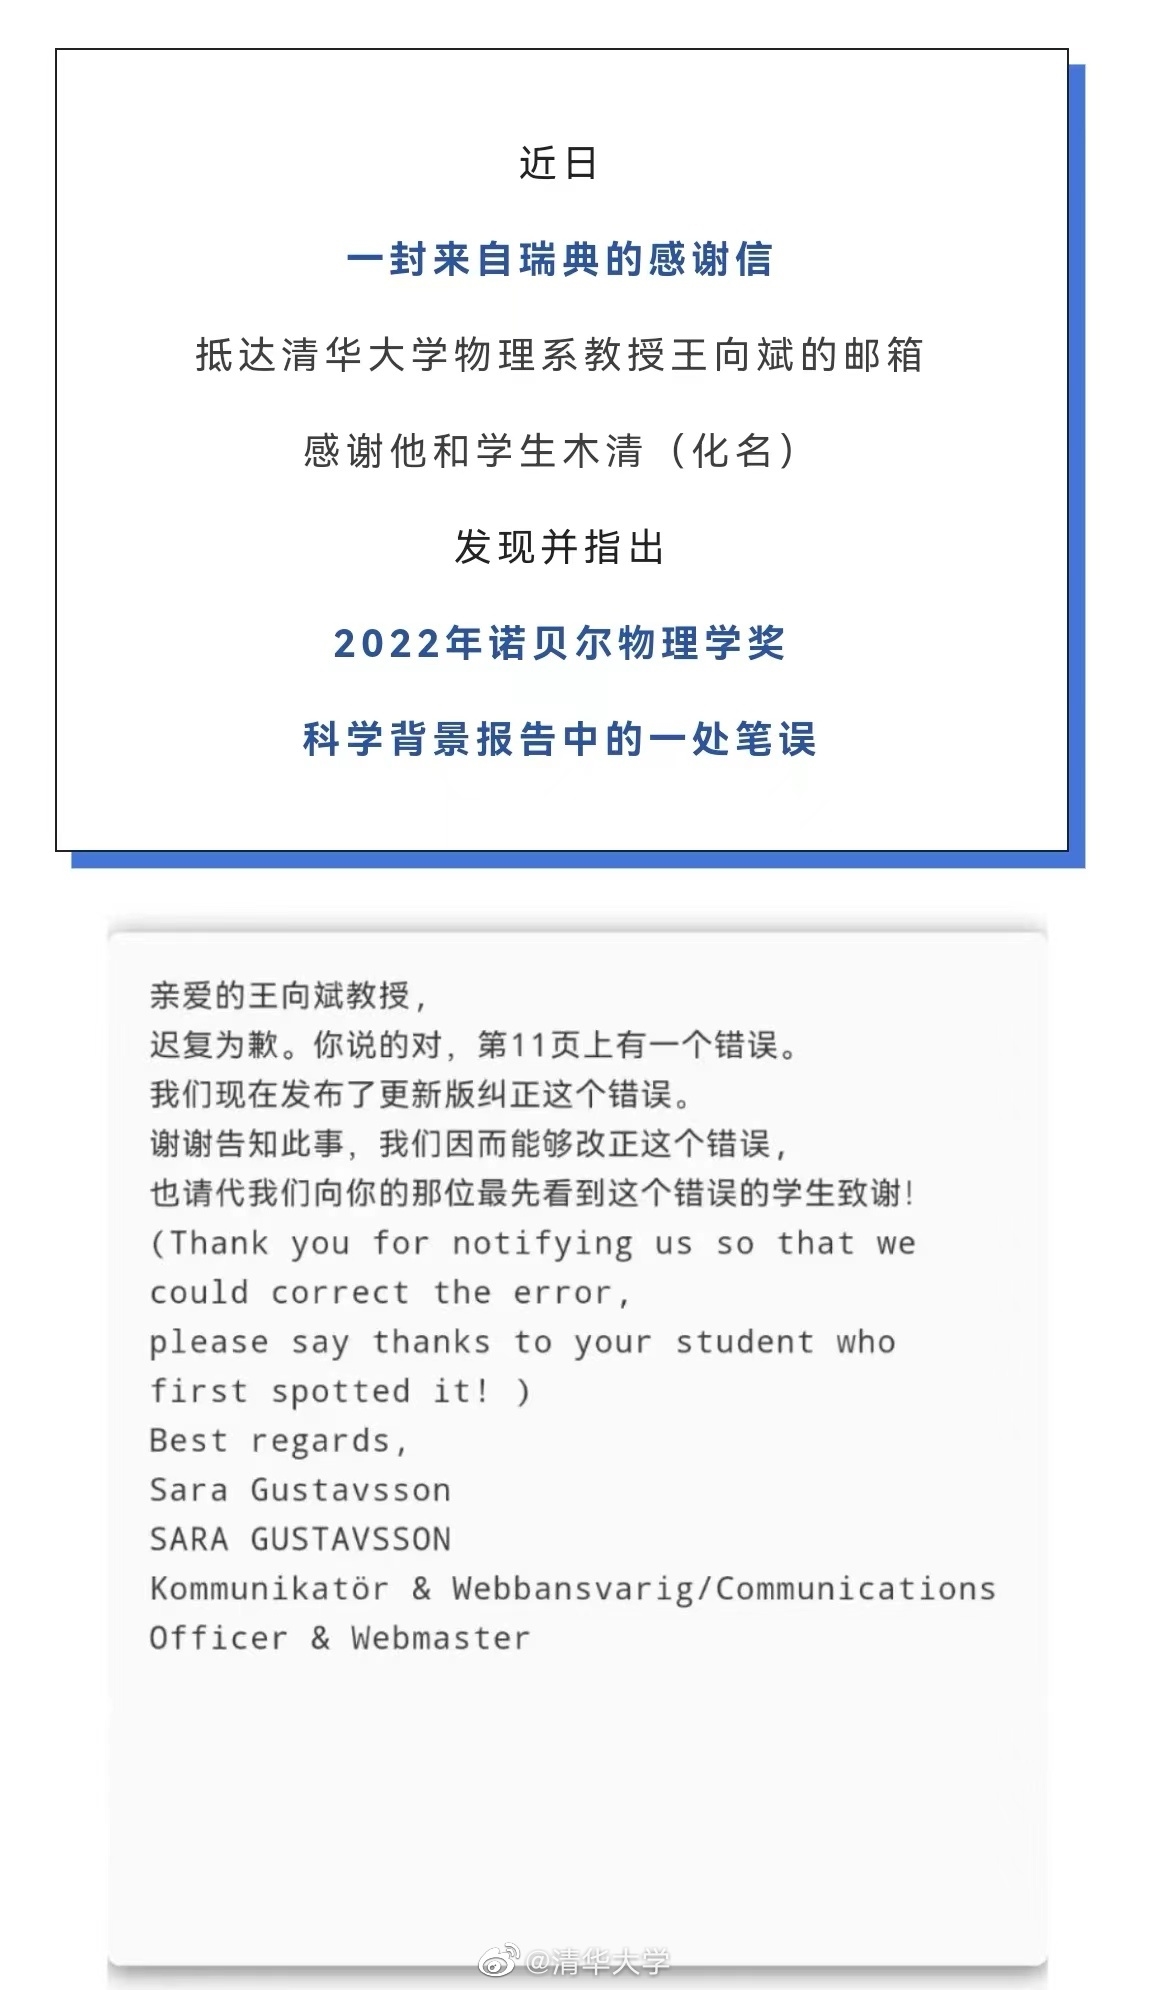 近日
一封来自瑞典的感谢信
抵达清华大学物理系教授王向斌的邮箱
感谢他和学生木清（化名）
发现并指出
2022年诺贝尔物理学奖
科学背景报告中的一处笔误
亲爱的王向斌教授，
迟复为歉。你说的对，第11页上有一个错误。
我们现在发布了更新版纠正这个错误。
谢谢告知此事，我们因而能够改正这个错误，
也请代我们向你的那位最先看到这个错误的学生致谢！
(Thank you for notifying us so that we
could correct the error,
please say thanks to your student who
first spotted it! )
Best regards,
Sara Gustavsson
SARA GUSTAVSSON
Kommunikatör & Webbansvarig/Communications
Officer & Webmaster
@清华大学